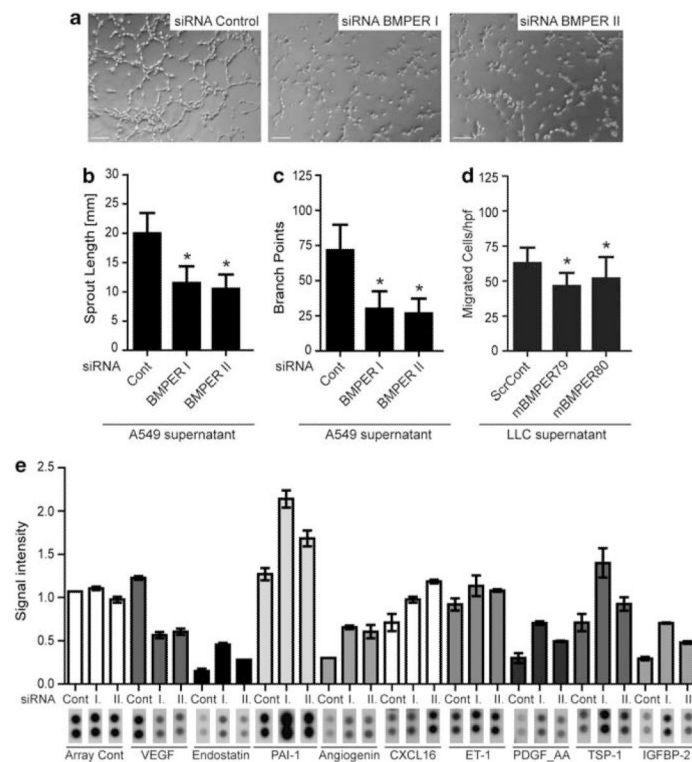 a
siRNA Control
siRNA BMPER I
siRNA BMPER II
b
Sprout Length [mm]
25
20
15
10
5
0
siRNA
Cont
BMPER I
BMPER II
A549 supernatant
c
Branch Points
125
100
75
50
25
0
siRNA
Cont
BMPER I
BMPER II
A549 supernatant
d
Migrated Cells/hpf
125
100
75
50
25
0
ScrCont
mBMPER79
mBMPER80
LLC supernatant
* * * * * *
e
Signal intensity
2.5
2.0
1.5
1.0
0.5
0.0
siRNA Cont I. II. Cont I. II. Cont I. II. Cont I. II. Cont I. II. Cont I. II. Cont I. II. Cont I. II. Cont I. II. Cont I. II.
Array Cont VEGF Endostatin PAI-1 Angiogenin CXCL16 ET-1 PDGF_AA TSP-1 IGFBP-2